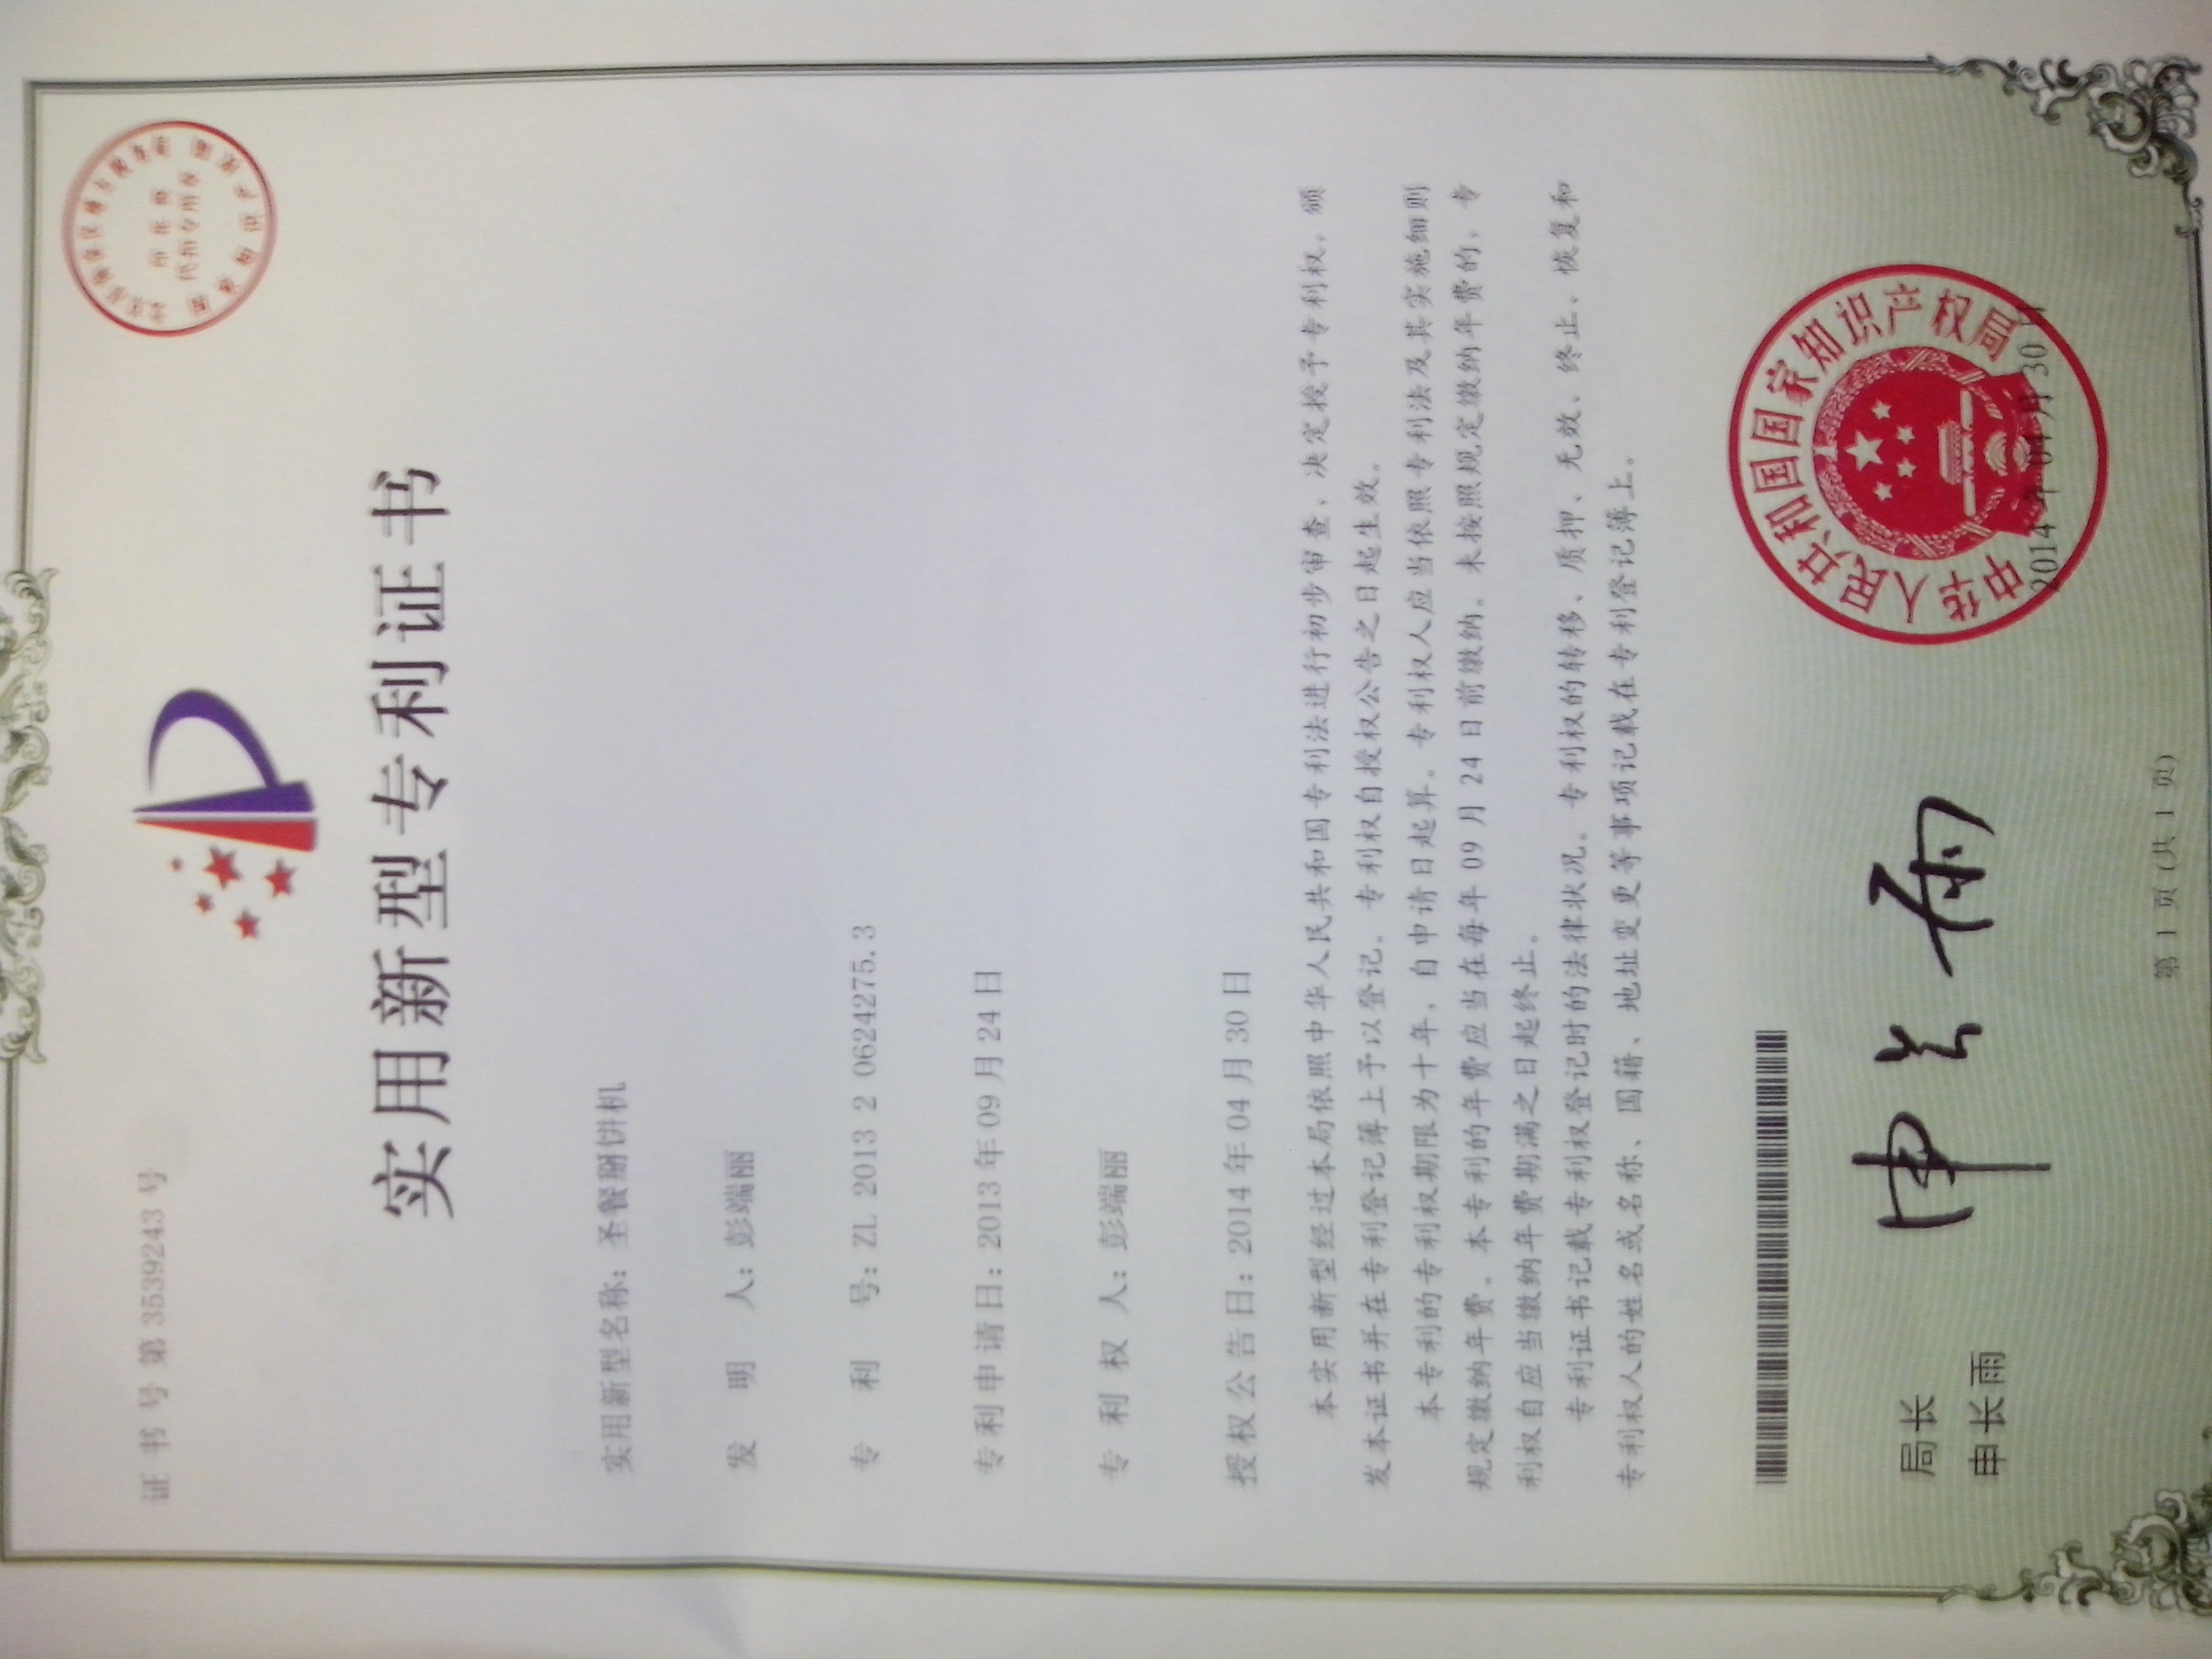 证书号第3539243号
实用新型专利证书
实用新型名称：圣餐掰饼机
发明人：彭端丽
专利号：ZL 2013 2 0624275.3
专利申请日：2013年09月24日
专利权人：彭端丽
授权公告日：2014年04月30日
本实用新型经过本局依照中华人民共和国专利法进行初步审查，决定授予专利权，颁
发本证书并在专利登记簿上予以登记。专利权自授权公告之日起生效。
本专利的专利权期限为十年，自申请日起算。专利权人应当依照专利法及其实施细则
规定缴纳年费。本专利的年费应当在每年09月24日前缴纳。未按照规定缴纳年费的，专
利权自应当缴纳年费期满之日起终止。
专利证书记载专利权登记时的法律状况。专利权的转移、质押、无效、终止、恢复和
专利权人的姓名或名称、国籍、地址变更等事项记载在专利登记簿上。
局长
申长雨
申长雨
中华人民共和国国家知识产权局
2014年04月30日
第1页(共1页)